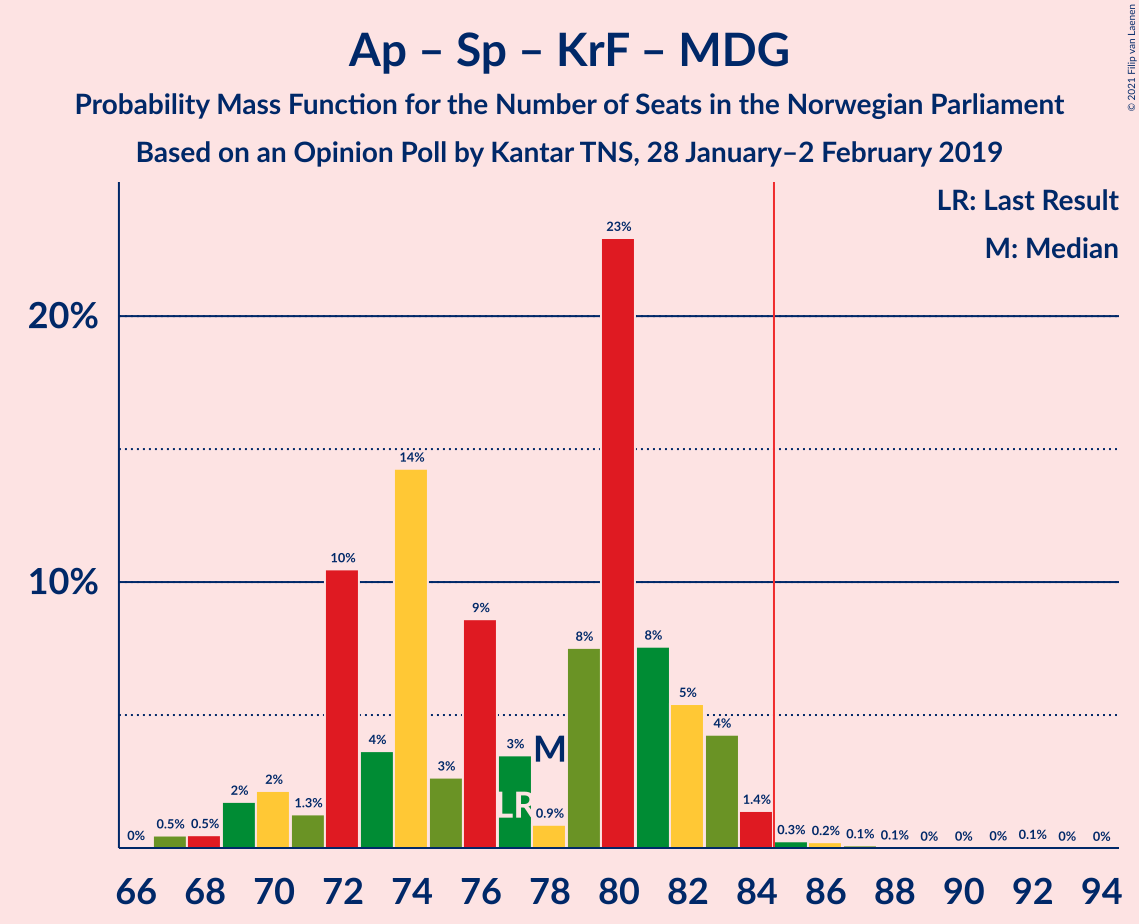 Ap – Sp – KrF – MDG
Probability Mass Function for the Number of Seats in the Norwegian Parliament
Based on an Opinion Poll by Kantar TNS, 28 January–2 February 2019
© 2021 Filip van Laenen
LR: Last Result
M: Median
20%
10%
0% 0.5% 0.5% 2% 2% 1.3% 10% 4% 14% 3% 9% 3% 0.9% 8% 23% 8% 5% 4% 1.4% 0.3% 0.2% 0.1% 0.1% 0% 0% 0% 0.1% 0% 0%
M
LR
66 68 70 72 74 76 78 80 82 84 86 88 90 92 94